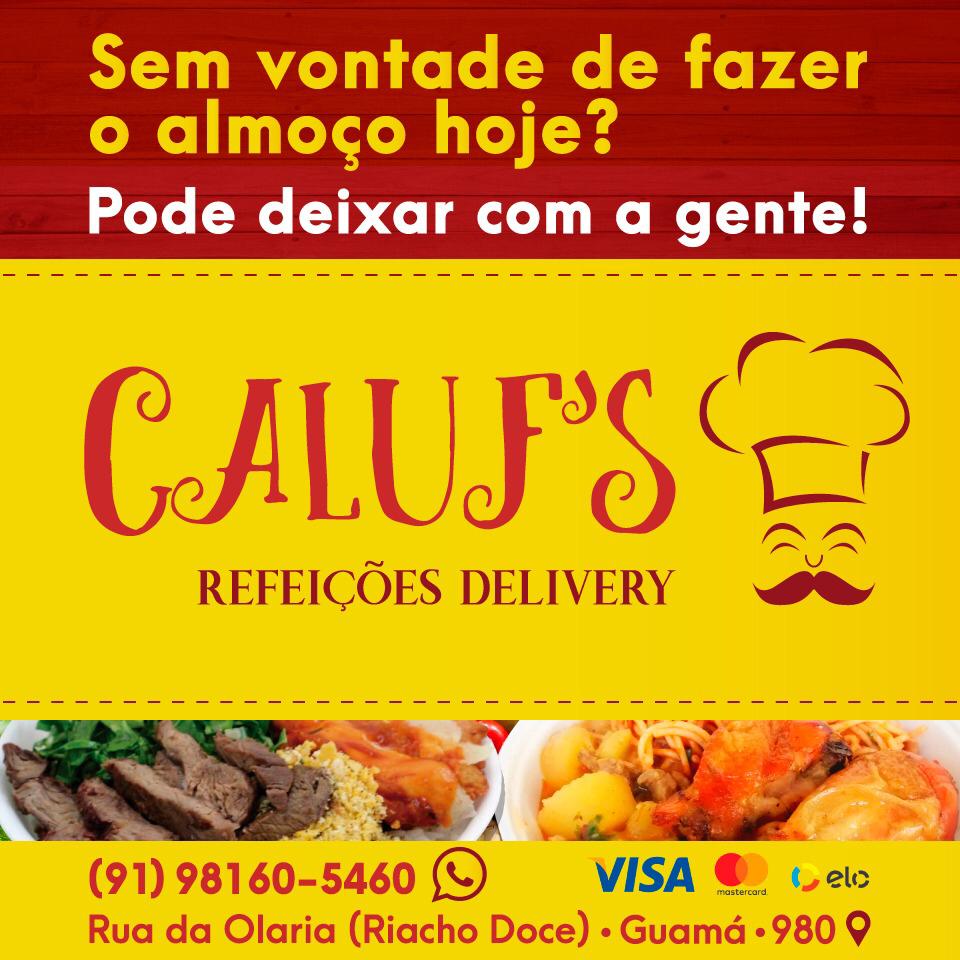 Sem vontade de fazer
o almoço hoje?
Pode deixar com a gente!
CALUF'S
REFEIÇÕES DELIVERY
(91) 98160-5460
VISA
mastercard
elo
Rua da Olaria (Riacho Doce) • Guamá • 980